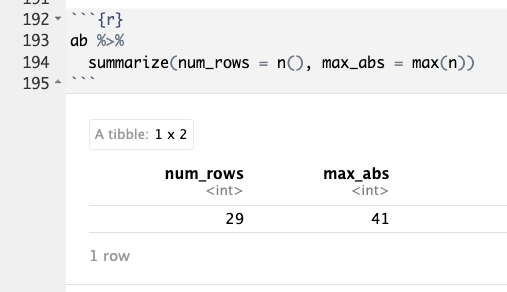 191
192 ```{r}
193 ab %>%
194   summarize(num_rows = n(), max_abs = max(n))
195 ```
A tibble: 1 x 2
num_rows max_abs
<int> <int>
29 41
1 row